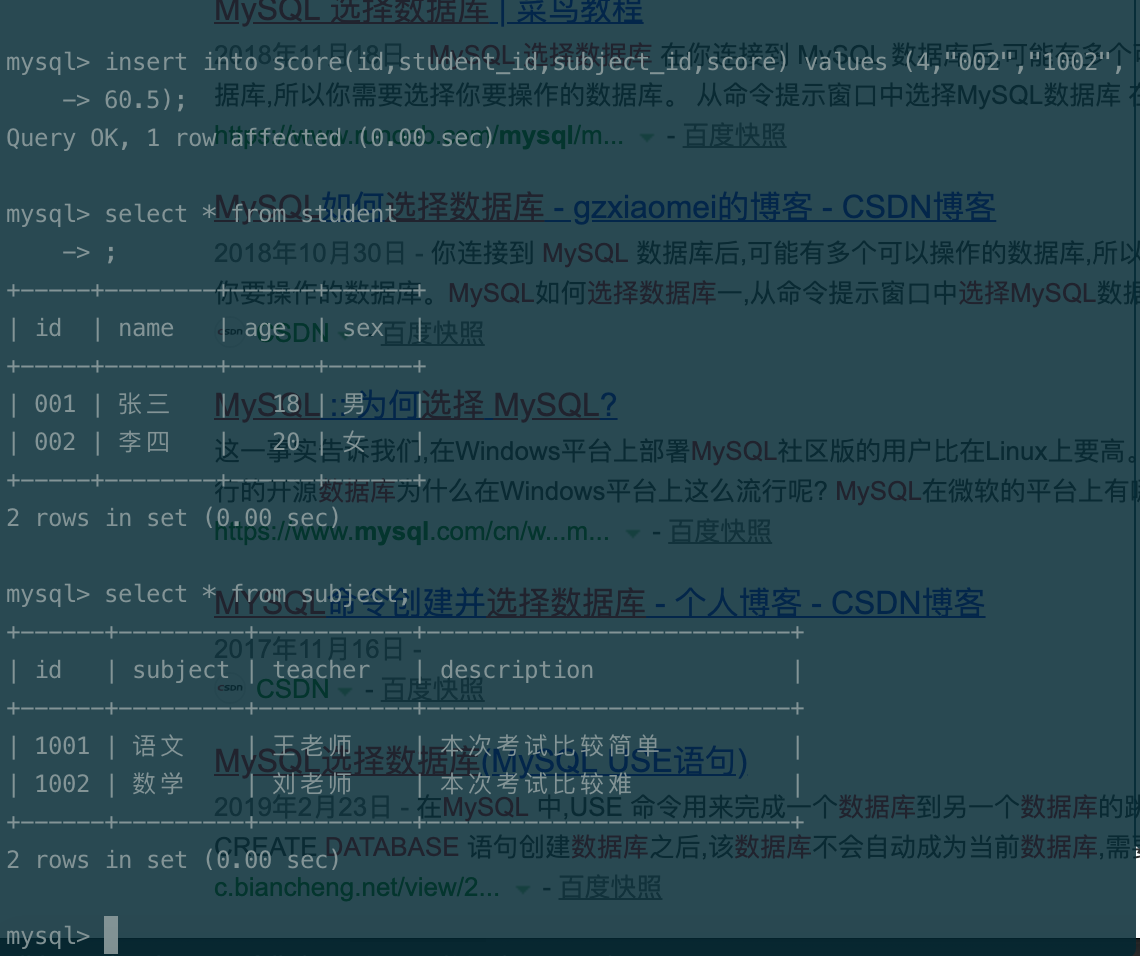 MySQL 选择数据库 | 菜鸟教程
mysql> insert into score(id,student_id,subject_id,score) values (4,"002","1002",
2018年11月18日 - MySQL 选择数据库 在你连接到 MySQL 数据库后,可能有多个
-> 60.5);
据库,所以你需要选择你要操作的数据库。 从命令提示窗口中选择MySQL数据库 在
Query OK, 1 row affected (0.00 sec)
mysql/m... - 百度快照
mysql> select * from student
MySQL如何选择数据库 - gzxiaomei的博客 - CSDN博客
-> ;
2018年10月30日 - 你连接到 MySQL 数据库后,可能有多个可以操作的数据库,所以
+-----+--------+------+------+
你要操作的数据库。MySQL如何选择数据库一,从命令提示窗口中选择MySQL数据
| id | name | age | sex |
CSDN - 百度快照
+-----+--------+------+------+
| 001 | 张三 | 18 | 男 |
MySQL :: 为何选择 MySQL?
| 002 | 李四 | 20 | 女 |
这一事实告诉我们,在Windows平台上部署MySQL社区版的用户比在Linux上要高。
+-----+--------+------+------+
行的开源数据库为什么在Windows平台上这么流行呢? MySQL在微软的平台上有
2 rows in set (0.00 sec)
https://www.mysql.com/cn/w...m... - 百度快照
mysql> select * from subject;
MYSQL命令创建并选择数据库 - 个人博客 - CSDN博客
+------+---------+-----------+--------------------------+
2017年11月16日 -
| id | subject | teacher | description |
CSDN - 百度快照
+------+---------+-----------+--------------------------+
| 1001 | 语文 | 王老师 | 本次考试比较简单 |
MySQL选择数据库(MySQL USE语句)
| 1002 | 数学 | 刘老师 | 本次考试比较难 |
2019年2月23日 - 在MySQL 中,USE 命令用来完成一个数据库到另一个数据库的跳
+------+---------+-----------+--------------------------+
CREATE DATABASE 语句创建数据库之后,该数据库不会自动成为当前数据库,需
2 rows in set (0.00 sec)
c.biancheng.net/view/2... - 百度快照
mysql>